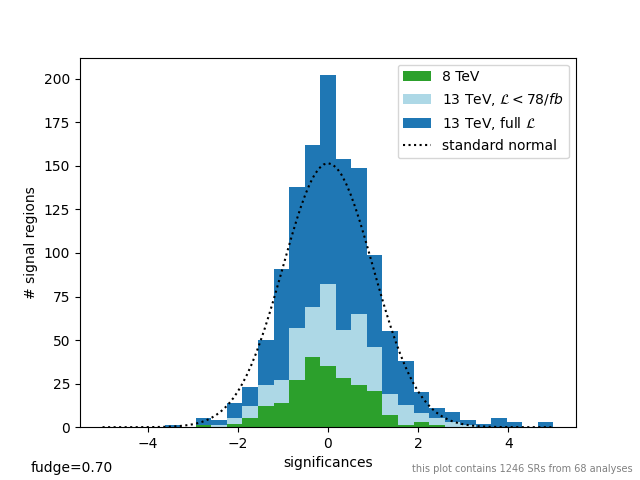 200
175
150
125
100
75
50
25
0
# signal regions
8 TeV
13 TeV, ℒ < 78/fb
13 TeV, full ℒ
standard normal
−4 −2 0 2 4
significances
fudge=0.70
this plot contains 1246 SRs from 68 analyses